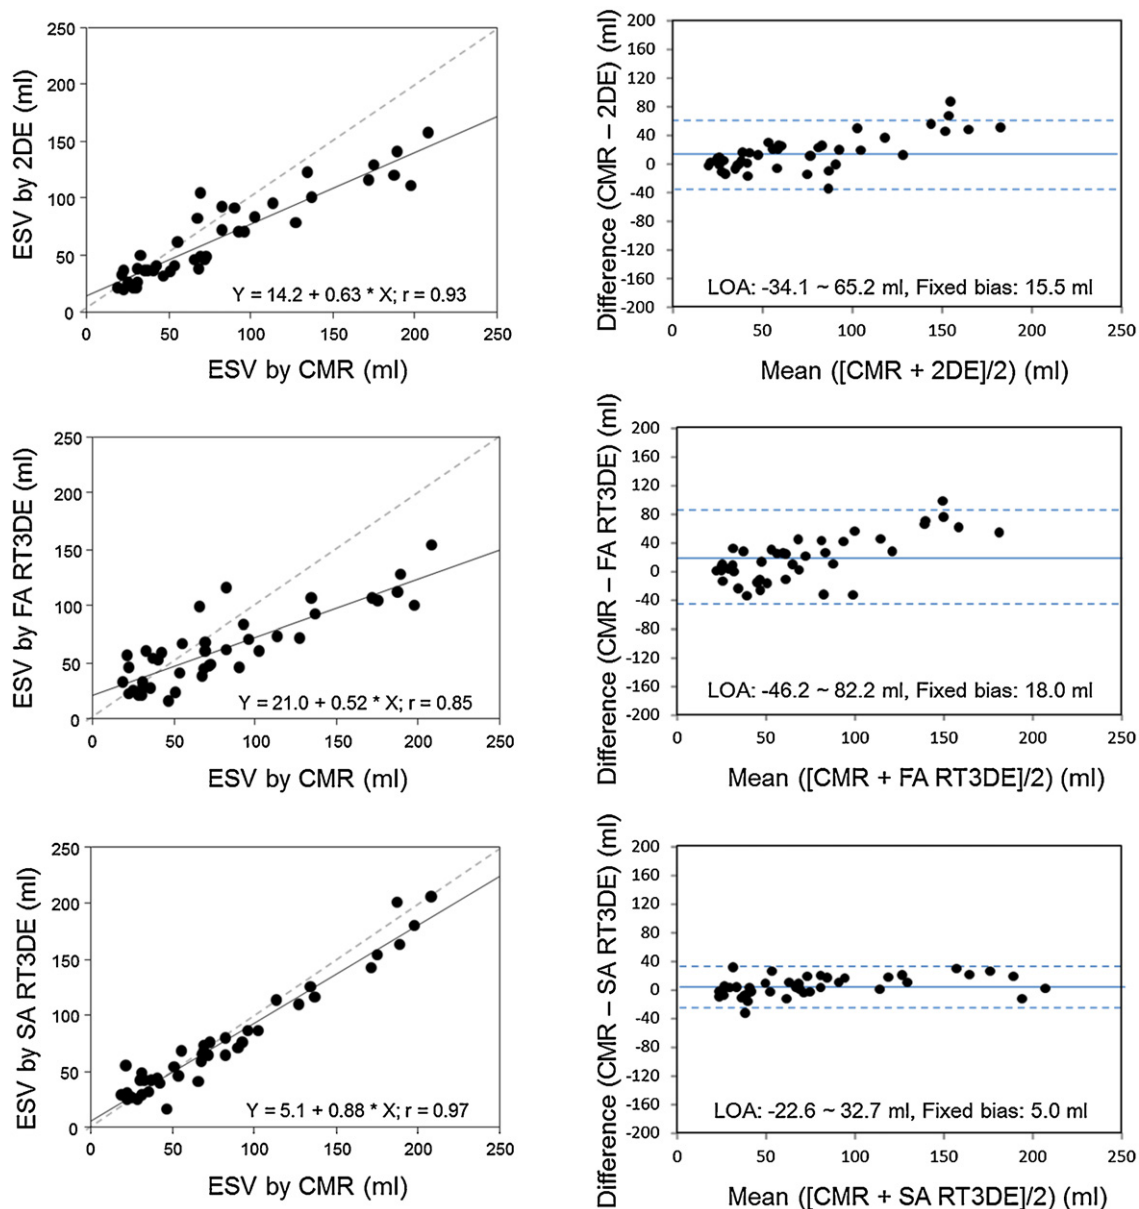 ESV by 2DE (ml)
250
200
150
100
50
0
Y = 14.2 + 0.63 * X; r = 0.93
0 50 100 150 200 250
ESV by CMR (ml)
Difference (CMR – 2DE) (ml)
200
160
120
80
40
0
-40
-80
-120
-160
-200
LOA: -34.1 ~ 65.2 ml, Fixed bias: 15.5 ml
0 50 100 150 200 250
Mean ([CMR + 2DE]/2) (ml)
ESV by FA RT3DE (ml)
250
200
150
100
50
0
Y = 21.0 + 0.52 * X; r = 0.85
0 50 100 150 200 250
ESV by CMR (ml)
Difference (CMR – FA RT3DE) (ml)
200
160
120
80
40
0
-40
-80
-120
-160
-200
LOA: -46.2 ~ 82.2 ml, Fixed bias: 18.0 ml
0 50 100 150 200 250
Mean ([CMR + FA RT3DE]/2) (ml)
ESV by SA RT3DE (ml)
250
200
150
100
50
0
Y = 5.1 + 0.88 * X; r = 0.97
0 50 100 150 200 250
ESV by CMR (ml)
Difference (CMR – SA RT3DE) (ml)
200
160
120
80
40
0
-40
-80
-120
-160
-200
LOA: -22.6 ~ 32.7 ml, Fixed bias: 5.0 ml
0 50 100 150 200 250
Mean ([CMR + SA RT3DE]/2) (ml)